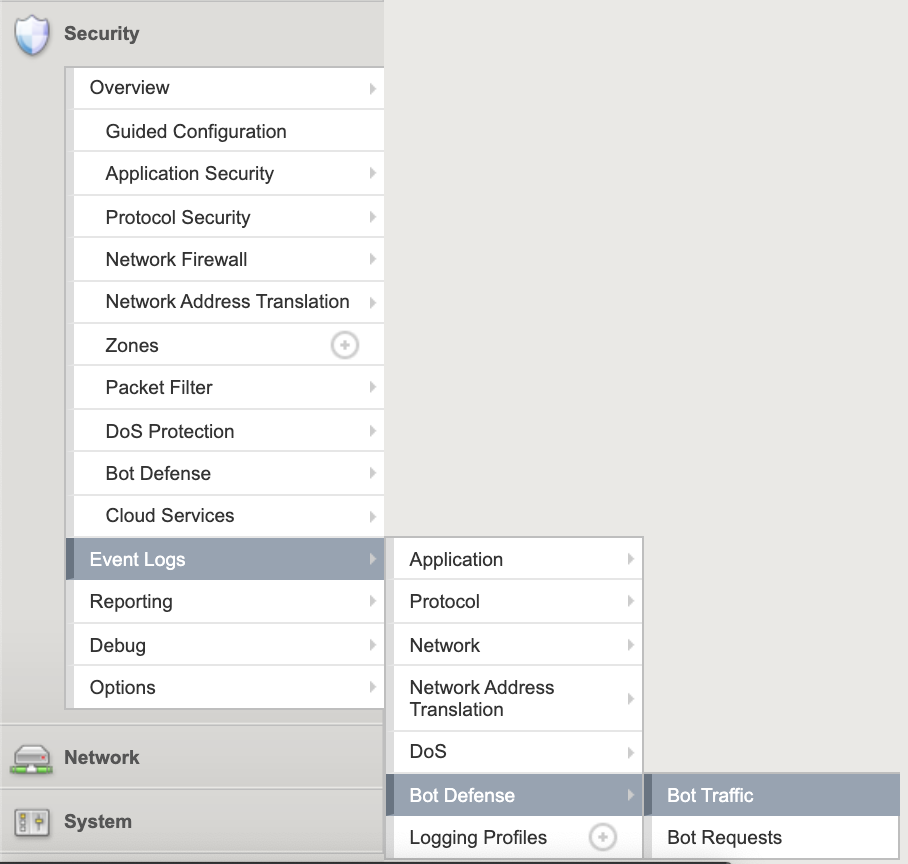 Security
Overview
Guided Configuration
Application Security
Protocol Security
Network Firewall
Network Address Translation
Zones
Packet Filter
DoS Protection
Bot Defense
Cloud Services
Event Logs
Reporting
Debug
Options
Application
Protocol
Network
Network Address
Translation
DoS
Bot Defense
Logging Profiles
Bot Traffic
Bot Requests
Network
System